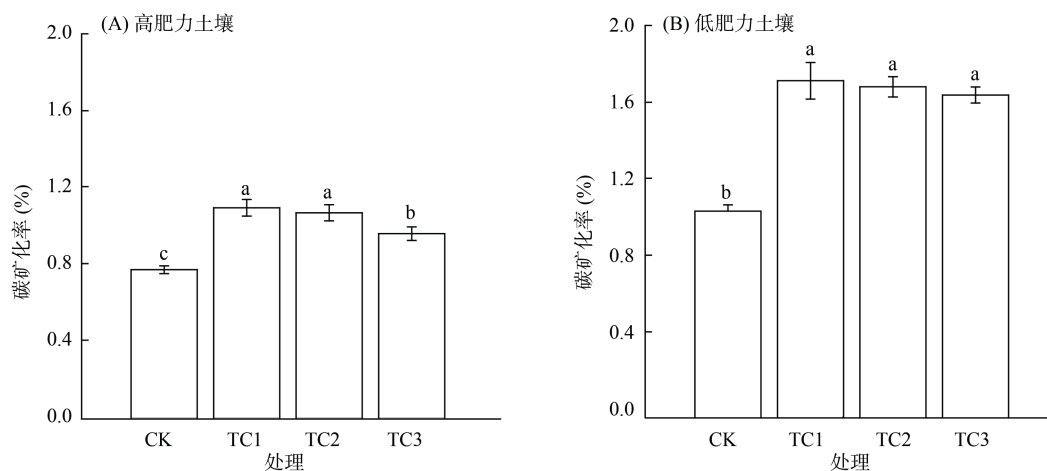 (A) 高肥力土壤
碳矿化率 (%)
2.0
1.6
1.2
0.8
0.4
0.0
c
a
a
b
CK
TC1
TC2
TC3
处理
(B) 低肥力土壤
碳矿化率 (%)
2.0
1.6
1.2
0.8
0.4
0.0
b
a
a
a
CK
TC1
TC2
TC3
处理